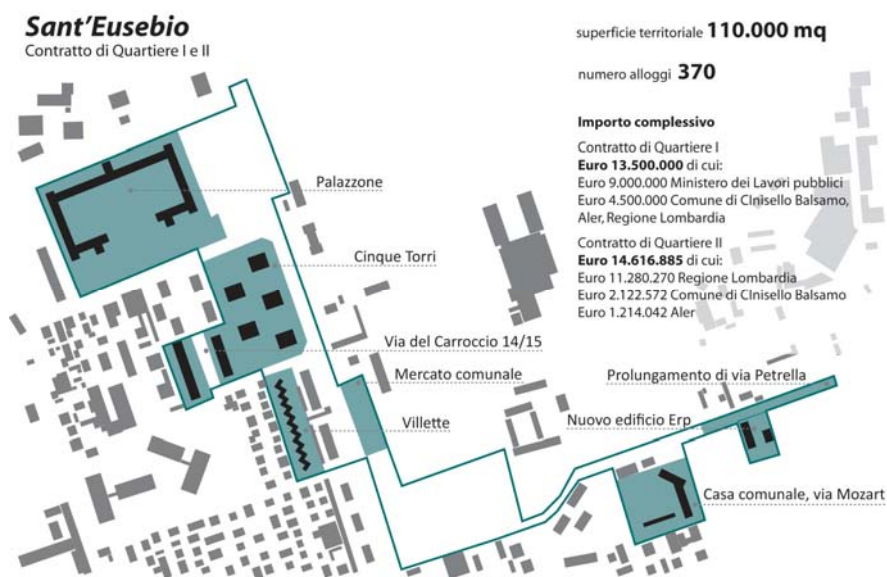 Sant'Eusebio
Contratto di Quartiere I e II
superficie territoriale 110.000 mq
numero alloggi 370
Importo complessivo
Contratto di Quartiere I
Euro 13.500.000 di cui:
Euro 9.000.000 Ministero dei Lavori pubblici
Euro 4.500.000 Comune di CInisello Balsamo,
Aler, Regione Lombardia
Contratto di Quartiere II
Euro 14.616.885 di cui:
Euro 11.280.270 Regione Lombardia
Euro 2.122.572 Comune di CInisello Balsamo
Euro 1.214.042 Aler
Palazzone
Cinque Torri
Via del Carroccio 14/15
Mercato comunale
Prolungamento di via Petrella
Villette
Nuovo edificio Erp
Casa comunale, via Mozart